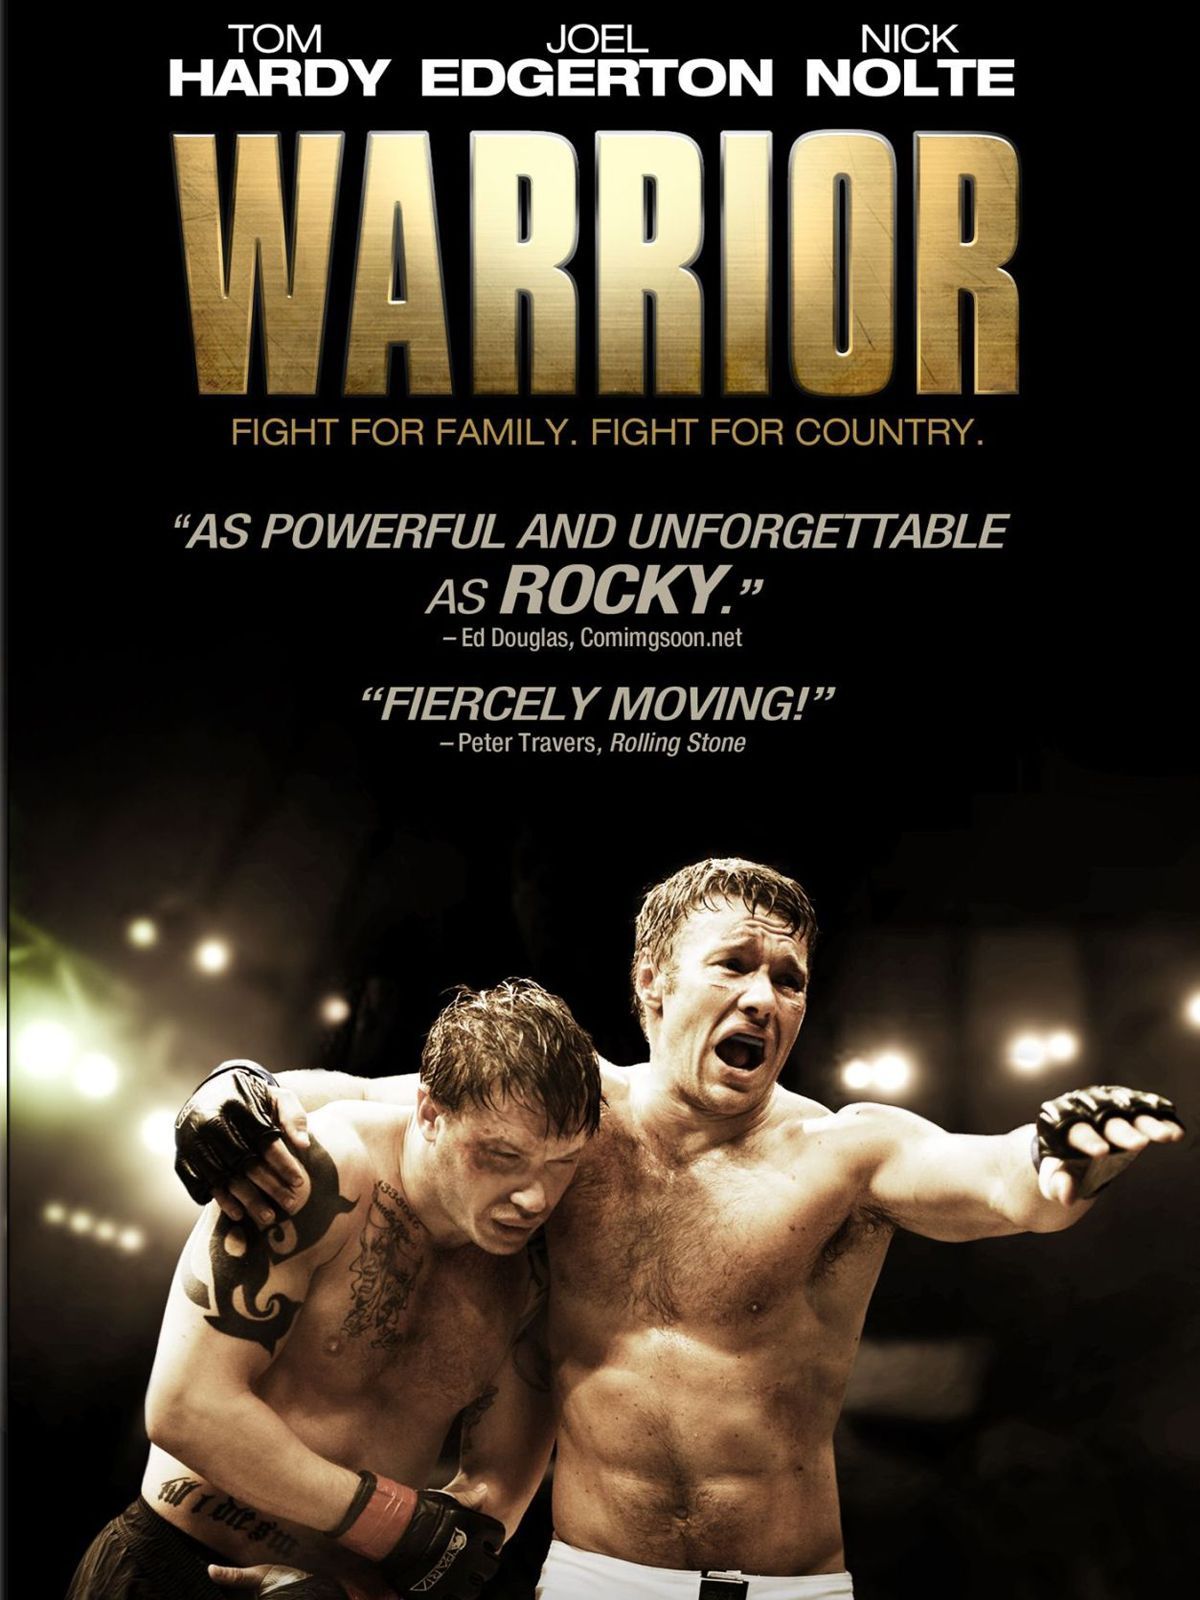 TOM JOEL NICK
HARDY EDGERTON NOLTE
WARRIOR
FIGHT FOR FAMILY. FIGHT FOR COUNTRY.
“AS POWERFUL AND UNFORGETTABLE
AS ROCKY.”
– Ed Douglas, Comimgsoon.net
“FIERCELY MOVING!”
– Peter Travers, Rolling Stone